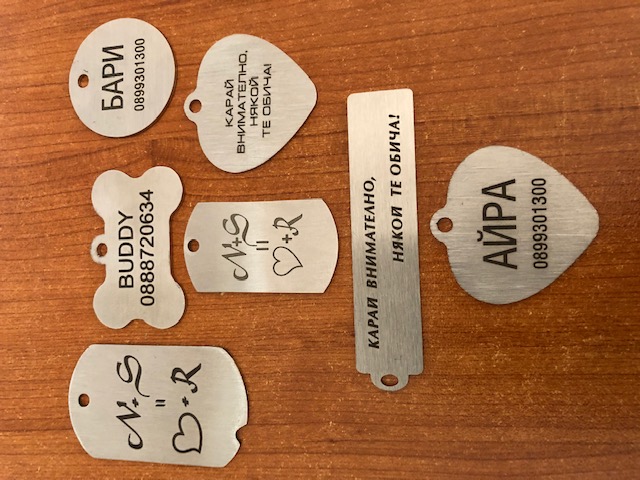 БАРИ
0899301300
КАРАЙ
ВНИМАТЕЛНО,
НЯКОЙ
ТЕ ОБИЧА!
BUDDY
0888720634
N+S
=
♡+R
КАРАЙ ВНИМАТЕЛНО,
НЯКОЙ ТЕ ОБИЧА!
АЙРА
0899301300
N+S
=
♡+R